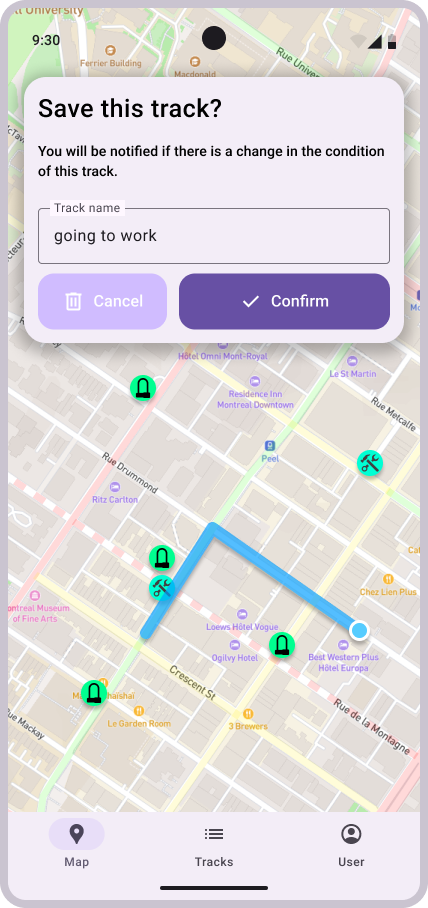 ll University
9:30
Ferrier Building
Macdonald
Rue Univer
Save this track?
You will be notified if there is a change in the condition
of this track.
Track name
going to work
Cancel
Confirm
Hôtel Omni Mont-Royal
Le St Martin
Residence Inn
Montreal Downtown
Rue Metcalfe
Peel
Rue Drummond
Ritz Carlton
Chez Lien Plus
ontreal Museum
of Fine Arts
Loews Hôtel Vogue
Ogilvy Hotel
Best Western Plus
Hôtel Europa
Crescent St
Le Garden Room
3 Brewers
Rue de la Montagne
Rue Mackay
Map
Tracks
User